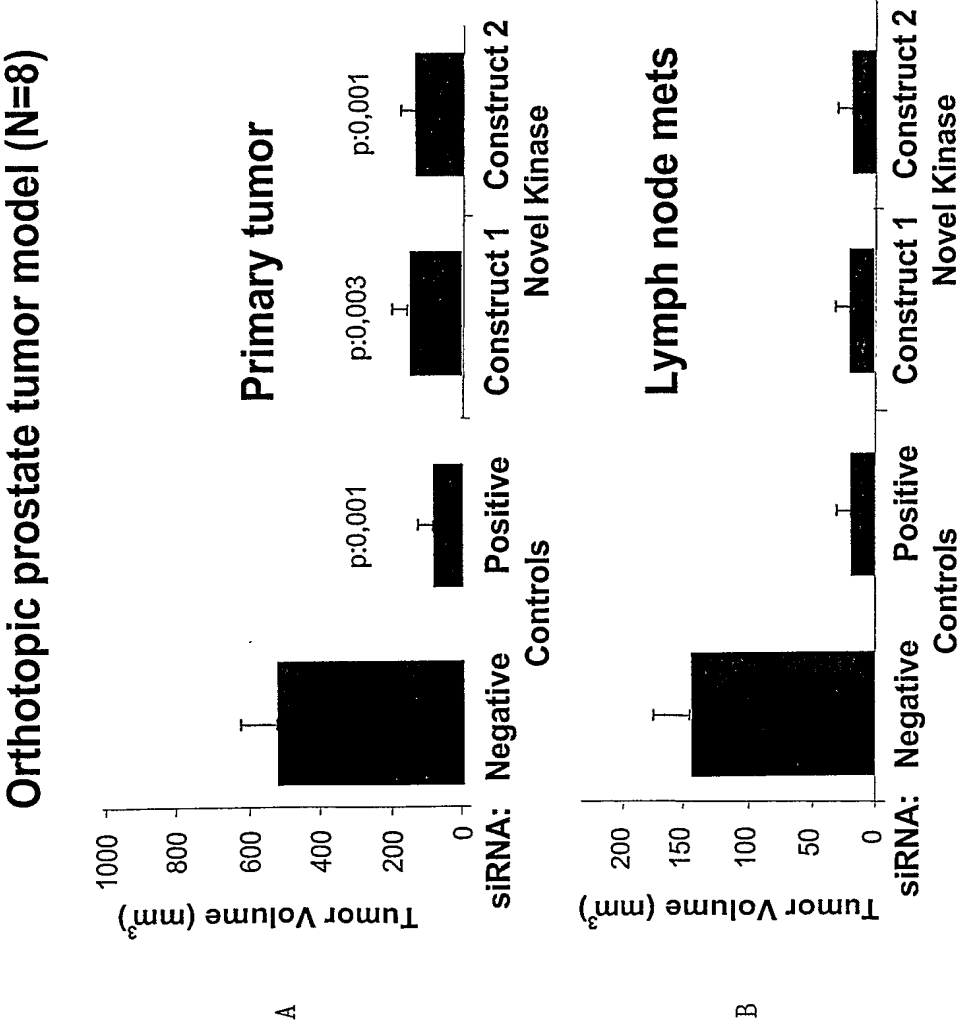 Orthotopic prostate tumor model (N=8)
A
Primary tumor
Tumor Volume (mm³)
1000
800
600
400
200
0
p:0,001
p:0,003
p:0,001
siRNA: Negative Positive Construct 1 Construct 2
Controls Novel Kinase
B
Lymph node mets
Tumor Volume (mm³)
200
150
100
50
0
siRNA: Negative Positive Construct 1 Construct 2
Controls Novel Kinase